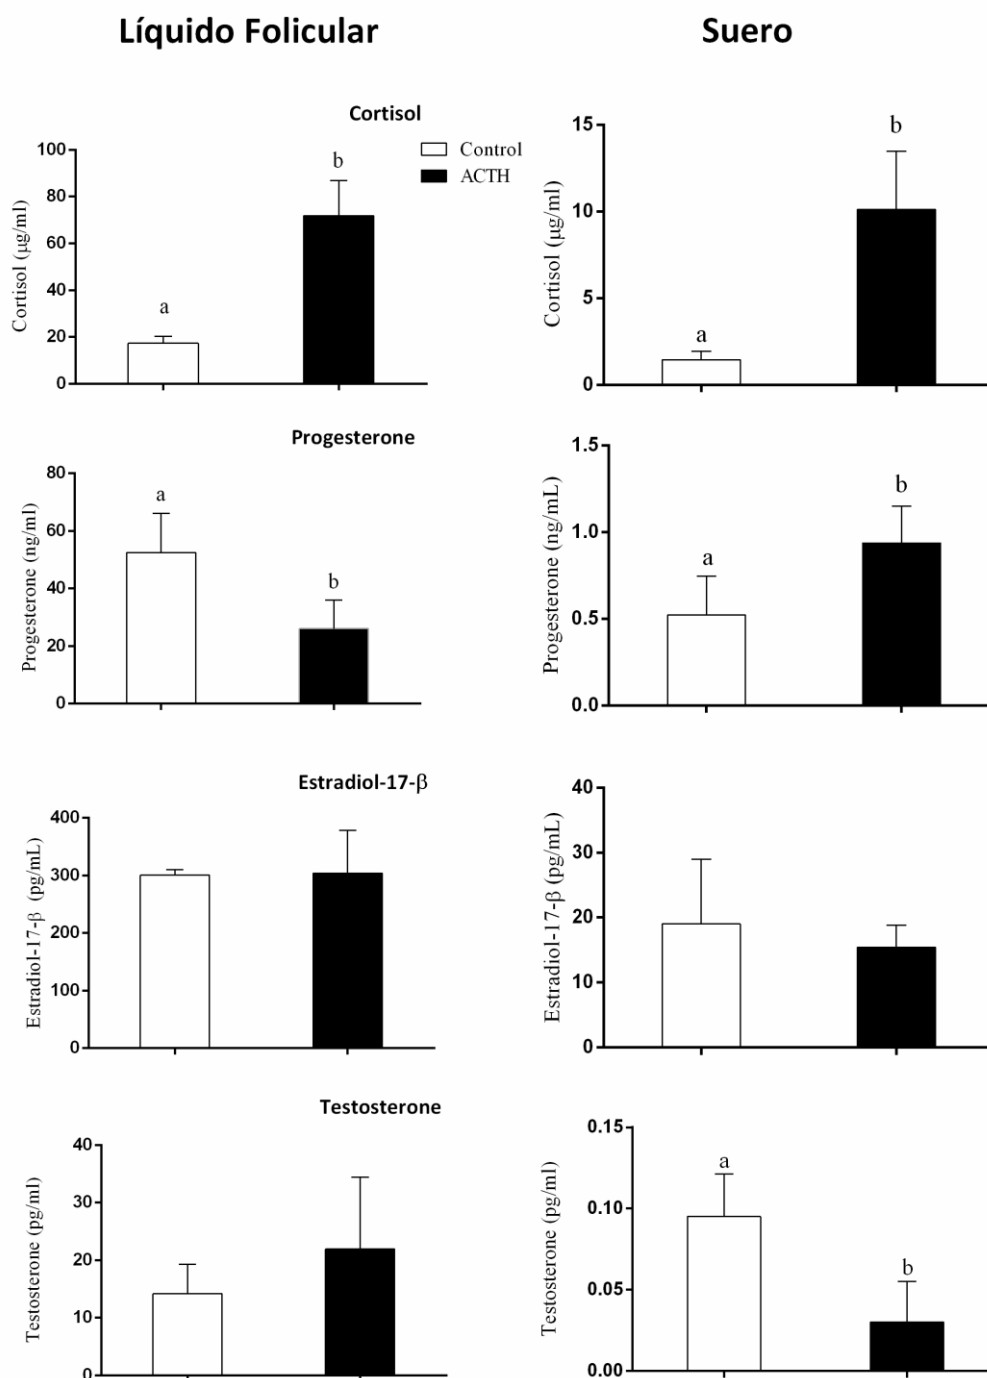 Líquido Folicular
Suero
Cortisol
Control
ACTH
Cortisol (µg/ml)
100
80
60
40
20
0
a
b
Cortisol (µg/ml)
15
10
5
0
a
b
Progesterone
Progesterone (ng/ml)
80
60
40
20
0
a
b
Progesterone (ng/mL)
1.5
1.0
0.5
0.0
a
b
Estradiol-17-β
Estradiol-17-β (pg/mL)
400
300
200
100
0
Estradiol-17-β (pg/mL)
40
30
20
10
0
Testosterone
Testosterone (pg/ml)
40
30
20
10
0
Testosterone (pg/ml)
0.15
0.10
0.05
0.00
a
b